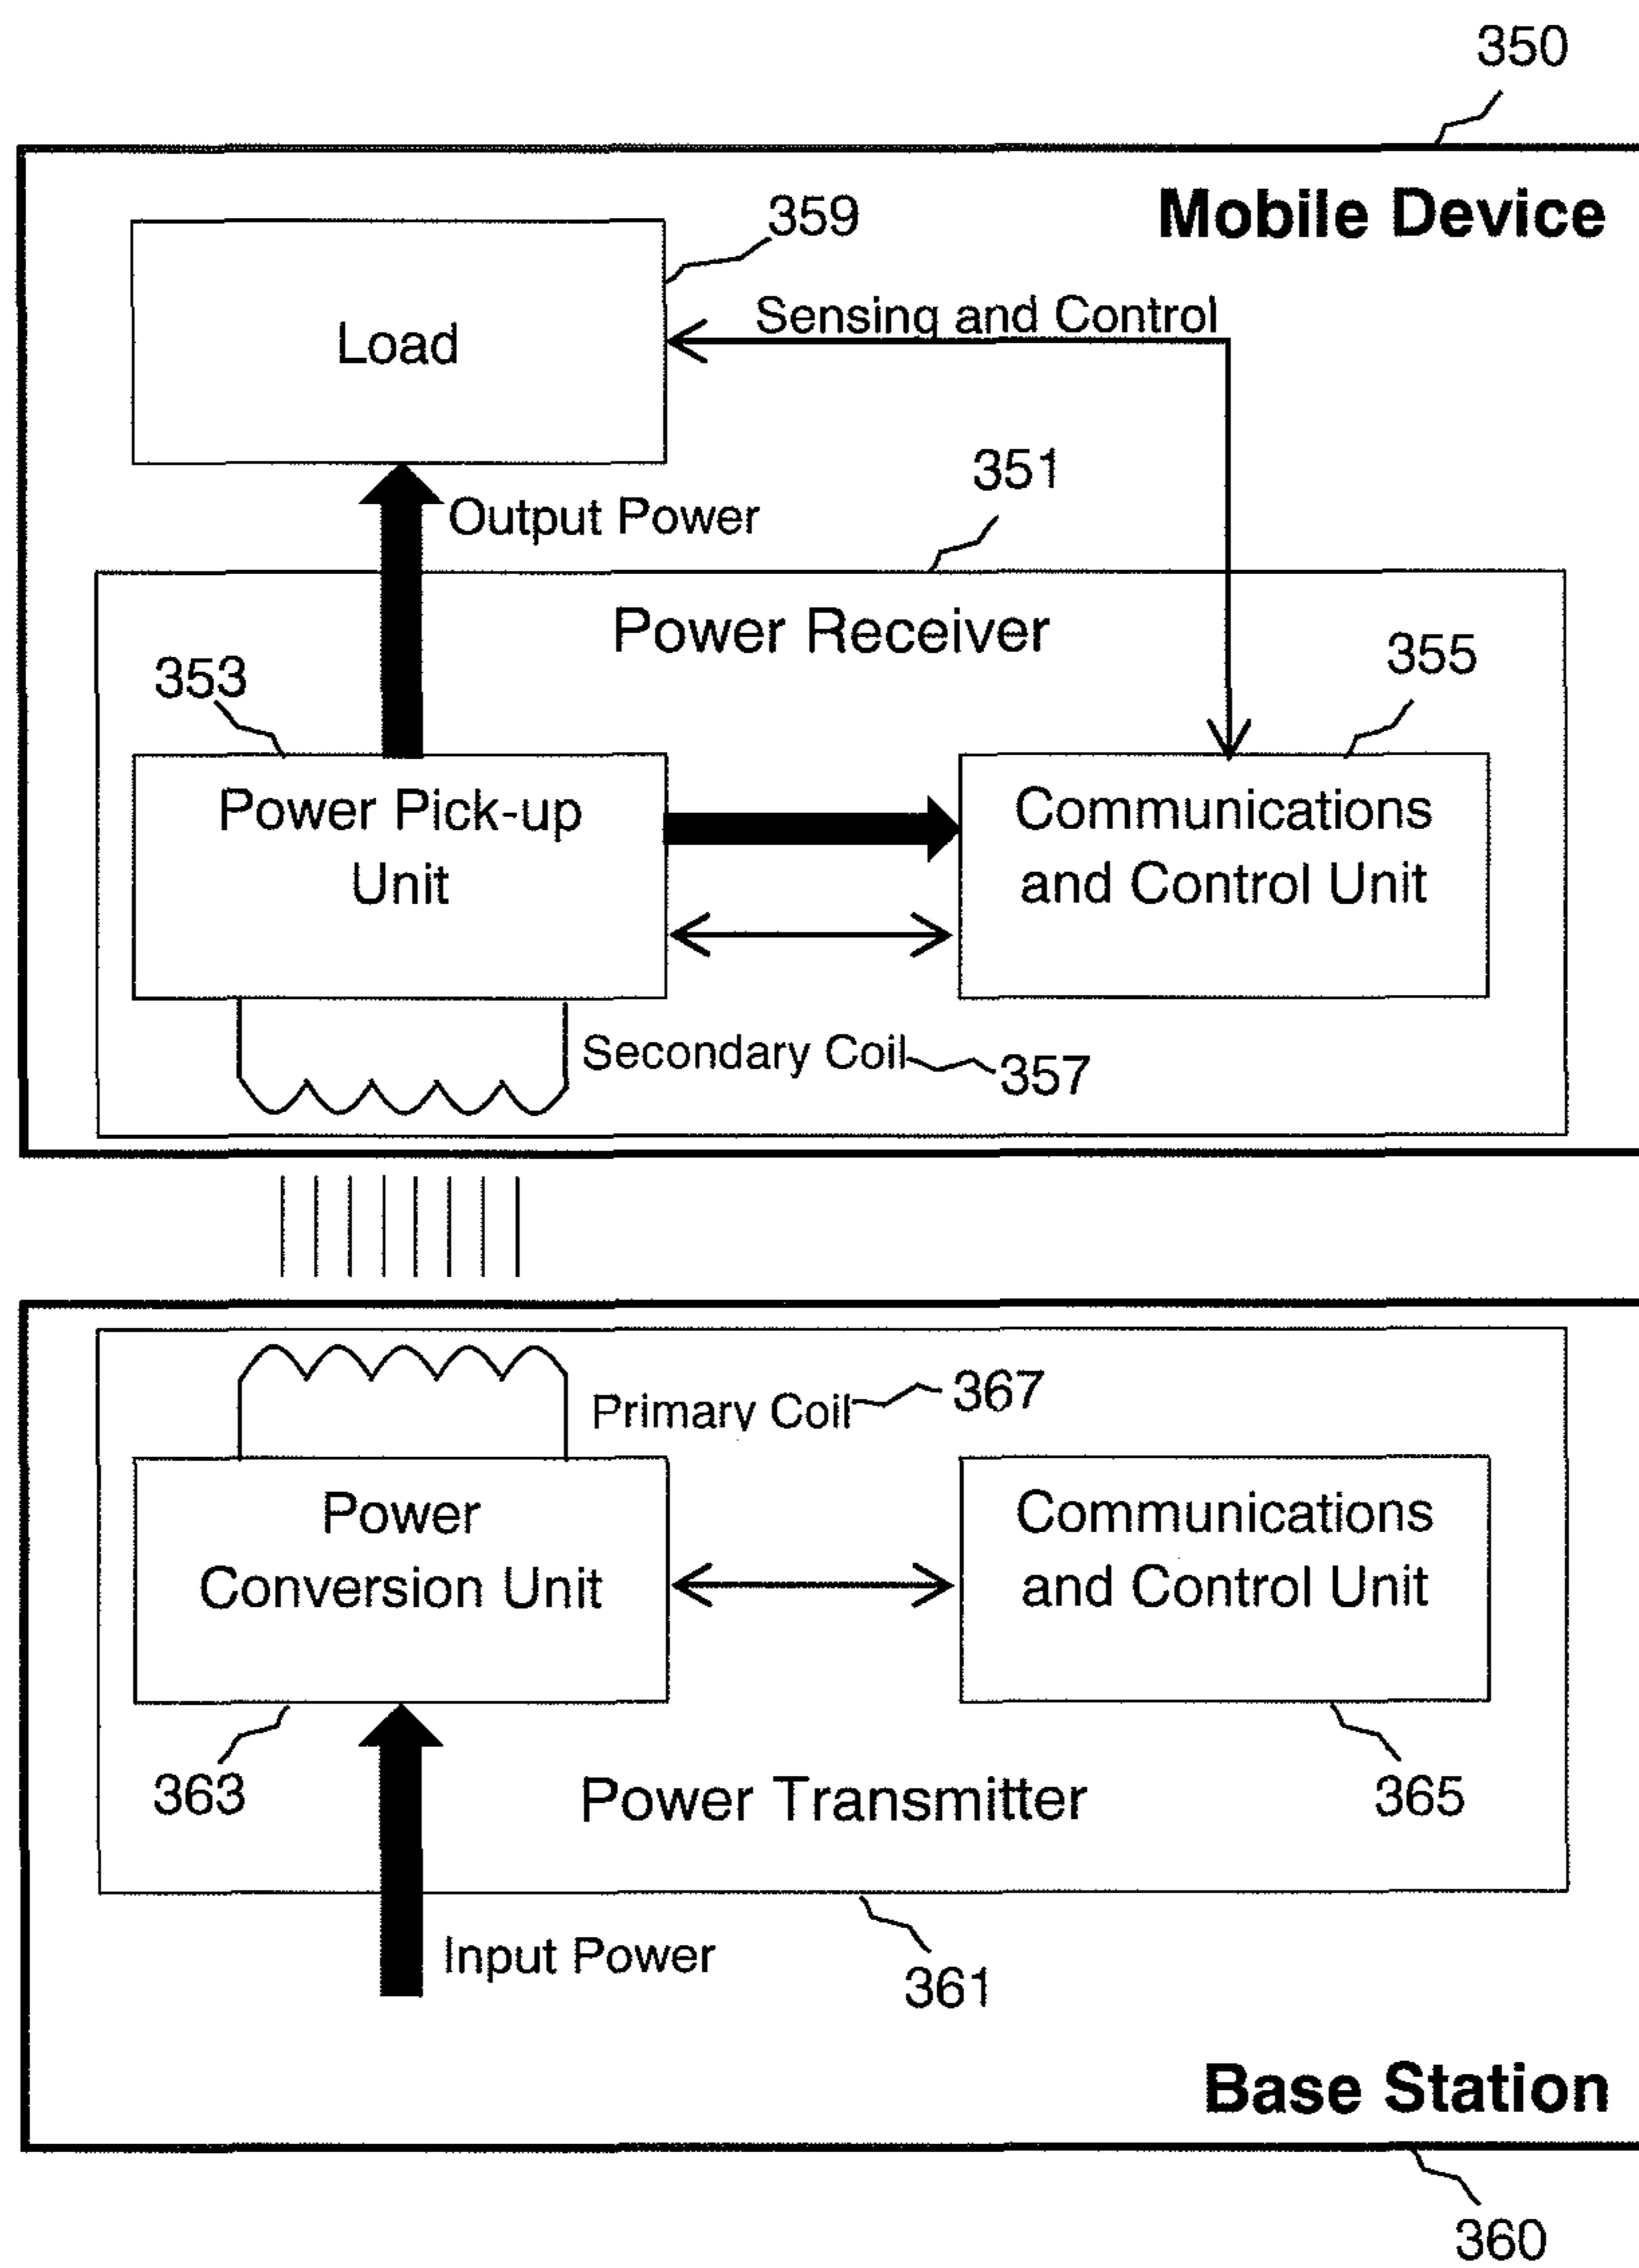 350
Mobile Device
359
Load
Sensing and Control
351
Output Power
Power Receiver
353
355
Power Pick-up
Unit
Communications
and Control Unit
Secondary Coil
357
Primary Coil
367
Power
Conversion Unit
Communications
and Control Unit
363
Power Transmitter
365
Input Power
361
Base Station
360